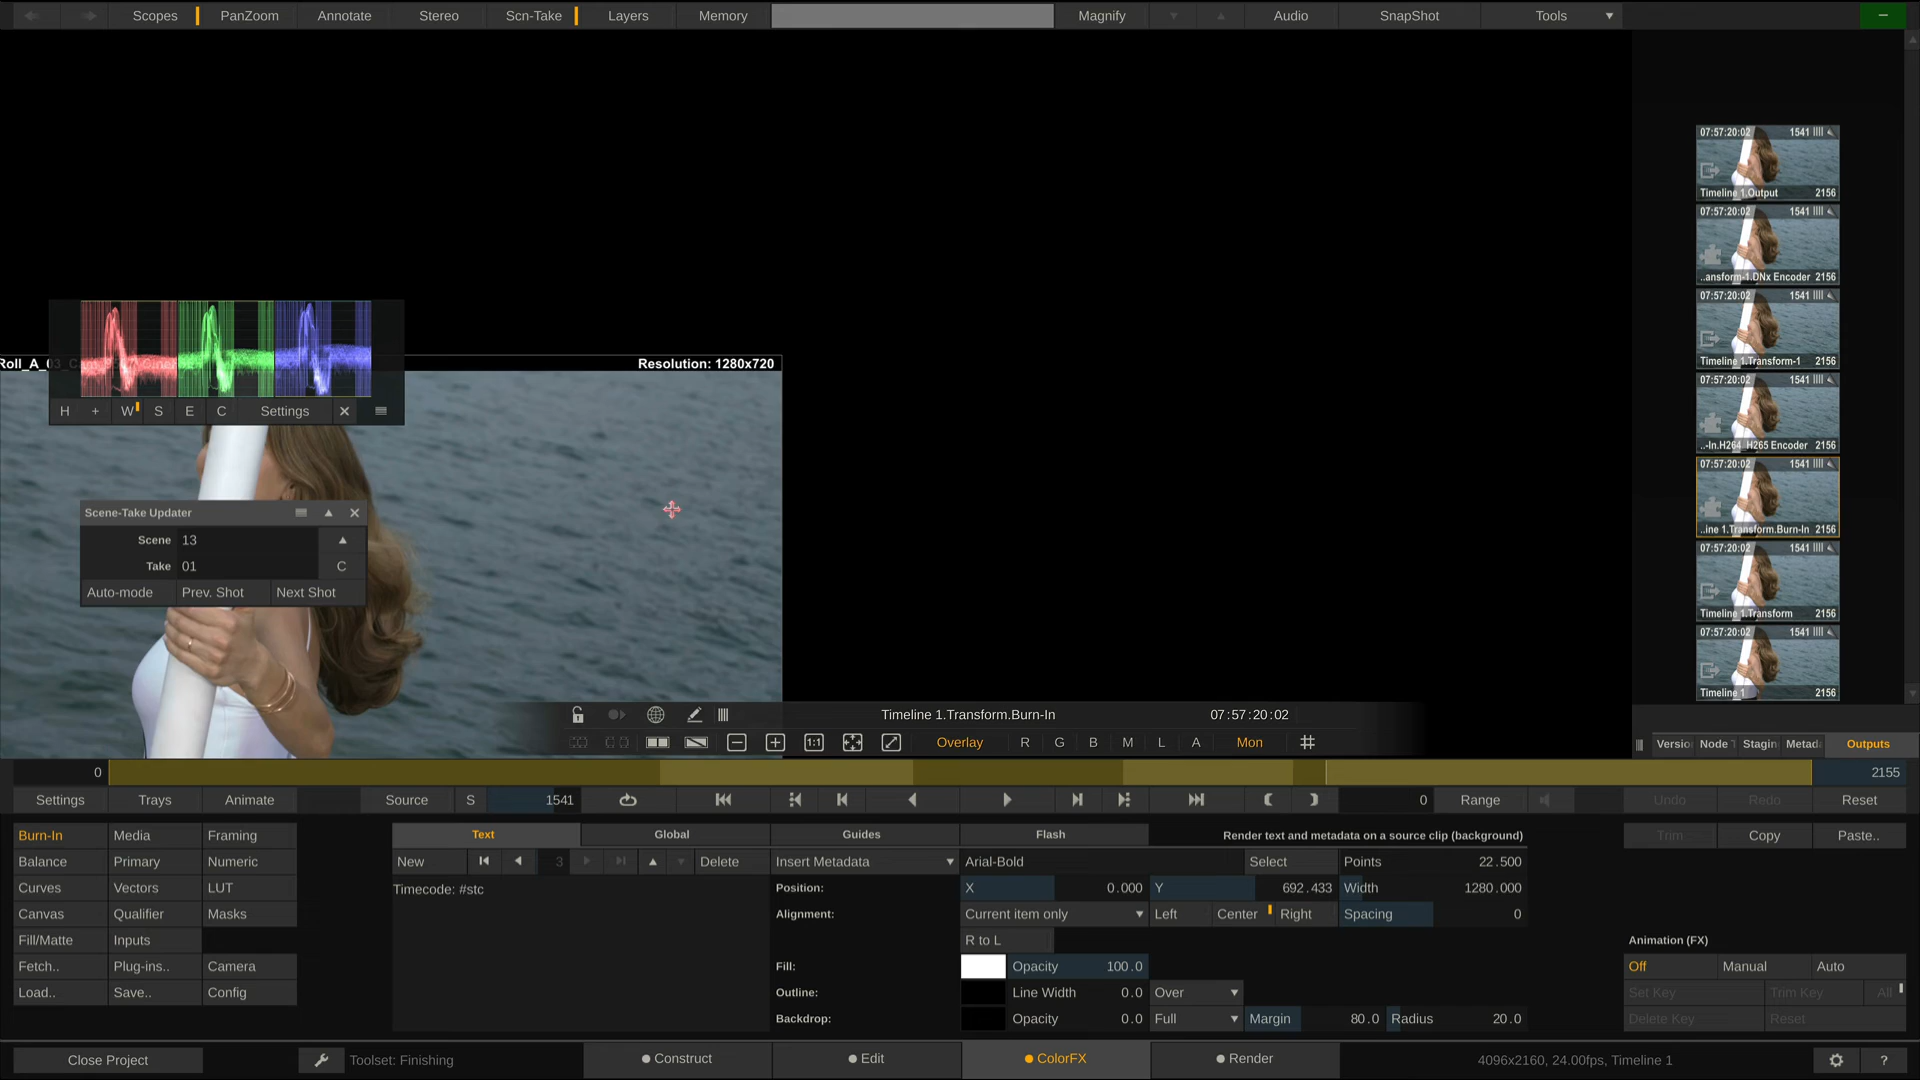 Scopes PanZoom Annotate Stereo Scn-Take Layers Memory Magnify Audio SnapShot Tools
07:57:20:02 1541
Timeline 1.Output 2156
07:57:20:02 1541
..ansform-1.DNx Encoder 2156
07:57:20:02 1541
Timeline 1.Transform-1 2156
07:57:20:02 1541
..-In.H264_H265 Encoder 2156
07:57:20:02 1541
..ine 1.Transform.Burn-In 2156
07:57:20:02 1541
Timeline 1.Transform 2156
07:57:20:02 1541
Timeline 1 2156
Resolution: 1280x720
H + W S E C Settings
Scene-Take Updater
Scene 13
Take 01 C
Auto-mode Prev. Shot Next Shot
Timeline 1.Transform.Burn-In 07:57:20:02
1:1 Overlay R G B M L A Mon
Versio Node Stagin Metad Outputs
0 2155
Settings Trays Animate Source S 1541 0 Range Undo Redo Reset
Burn-In Media Framing Text Global Guides Flash Render text and metadata on a source clip (background) Trim Copy Paste..
Balance Primary Numeric New 3 Delete Insert Metadata Arial-Bold Select Points 22.500
Curves Vectors LUT Timecode: #stc Position: X 0.000 Y 692.433 Width 1280.000
Canvas Qualifier Masks Alignment: Current item only Left Center Right Spacing 0
Fill/Matte Inputs R to L Animation (FX)
Fetch.. Plug-ins.. Camera Fill: Opacity 100.0 Off Manual Auto
Load.. Save.. Config Outline: Line Width 0.0 Over Set Key Trim Key All
Backdrop: Opacity 0.0 Full Margin 80.0 Radius 20.0 Delete Key Reset
Close Project Toolset: Finishing Construct Edit ColorFX Render 4096x2160, 24.00fps, Timeline 1 ?